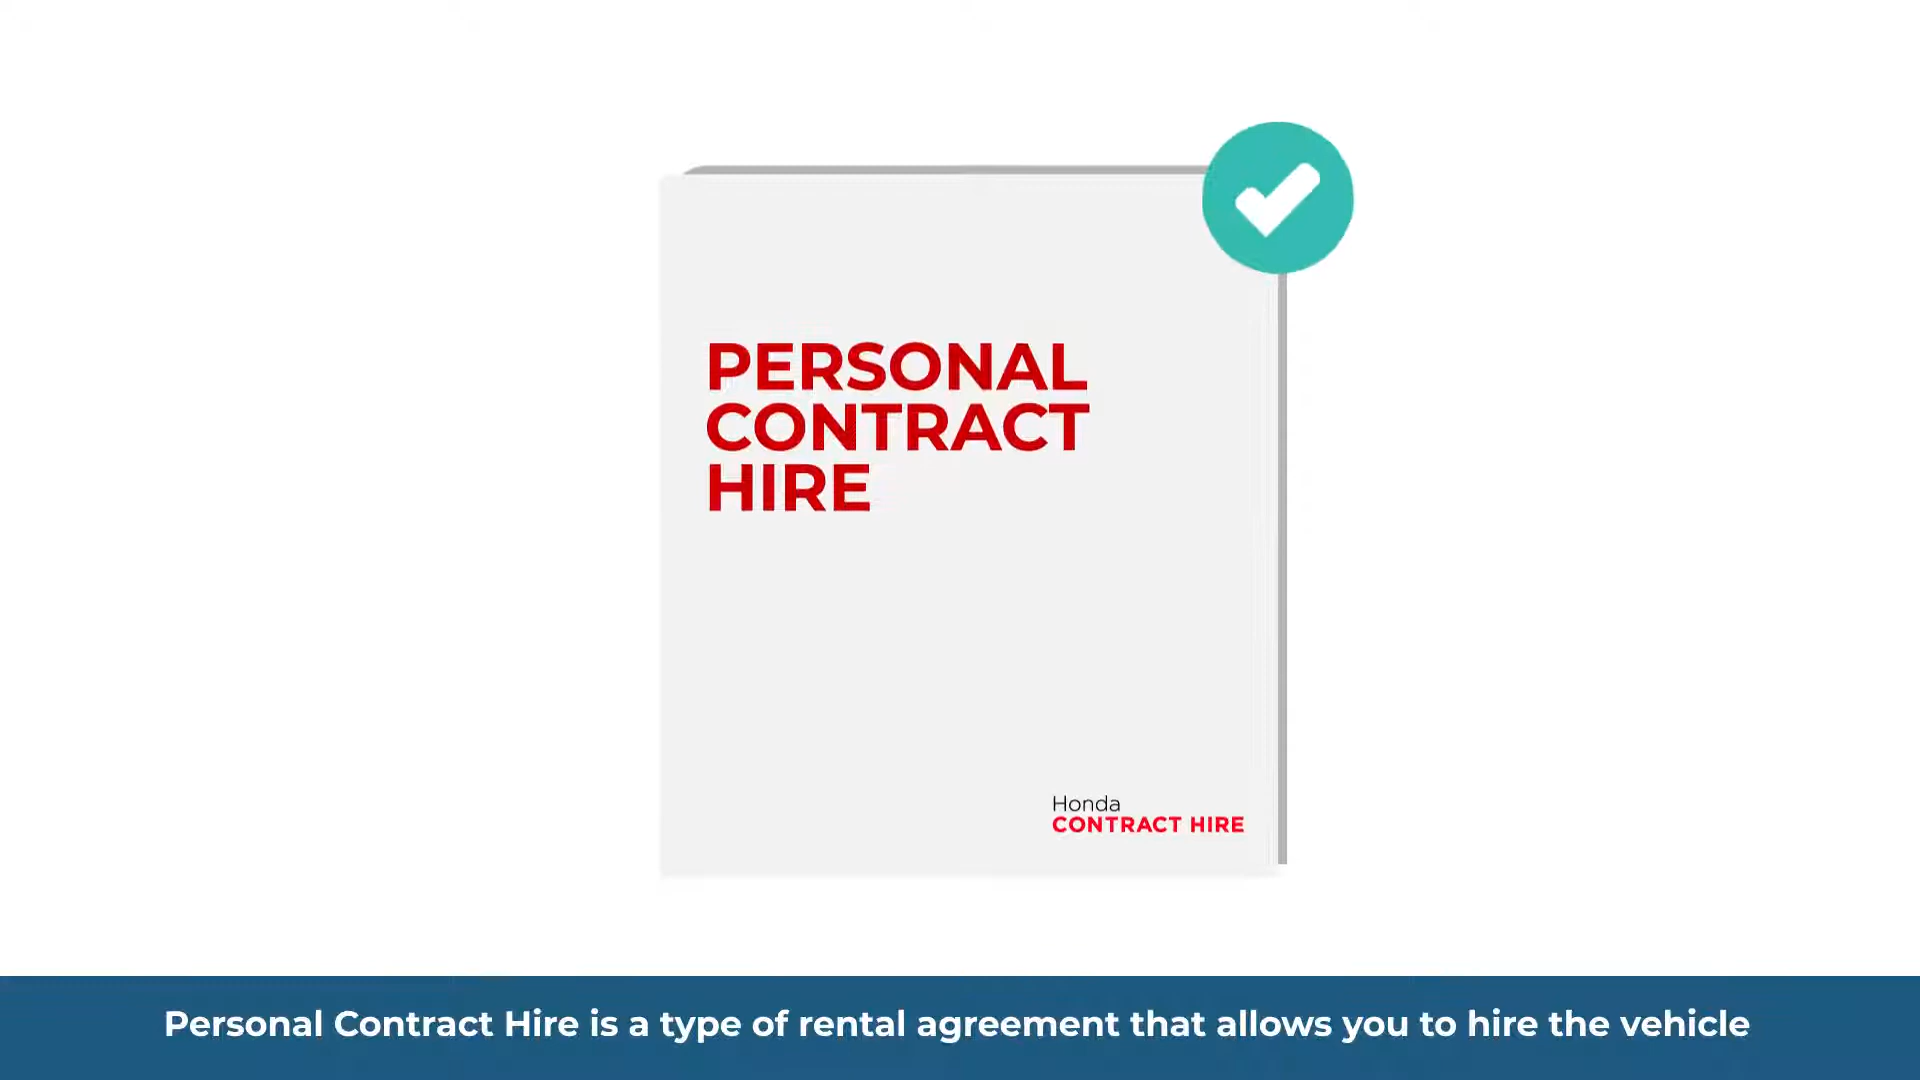 PERSONAL
CONTRACT
HIRE
Honda
CONTRACT HIRE
Personal Contract Hire is a type of rental agreement that allows you to hire the vehicle